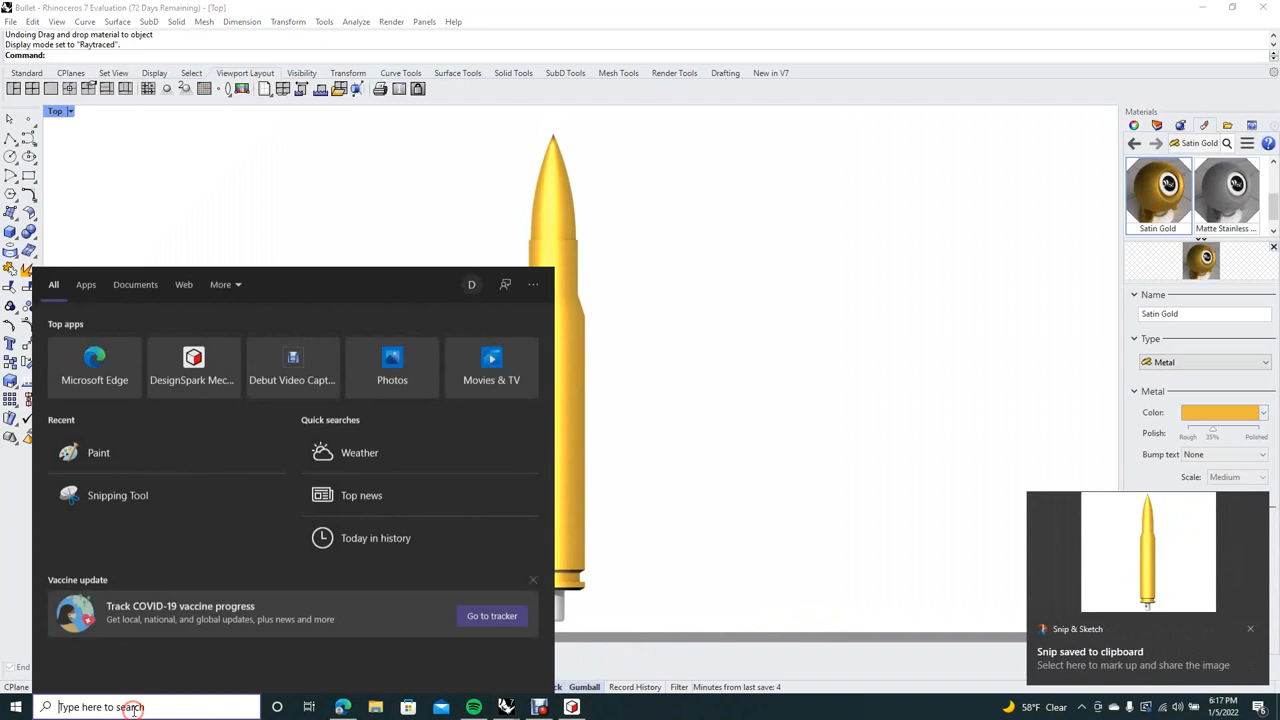 Bullet - Rhinoceros 7 Evaluation (72 Days Remaining) - [Top]
File Edit View Curve Surface SubD Solid Mesh Dimension Transform Tools Analyze Render Panels Help
Undoing Drag and drop material to object
Display mode set to "Raytraced".
Command:
Standard CPlanes Set View Display Select Viewport Layout Visibility Transform Curve Tools Surface Tools Solid Tools SubD Tools Mesh Tools Render Tools Drafting New in V7
Top
Materials
Satin Gold
Satin Gold Matte Stainless ...
Name
Satin Gold
Type
Metal
Metal
Color:
Polish:
Rough 35% Polished
Bump text None
Scale: Medium
All Apps Documents Web More D ...
Top apps
Microsoft Edge DesignSpark Mec... Debut Video Capt... Photos Movies & TV
Recent Quick searches
Paint Weather
Snipping Tool Top news
Today in history
Vaccine update
Track COVID-19 vaccine progress
Get local, national, and global updates, plus news and more
Go to tracker
Snip & Sketch
Snip saved to clipboard
Select here to mark up and share the image
End
CPlane Gumball Record History Filter Minutes from last save: 4
Type here to search
58°F Clear
6:17 PM
1/5/2022